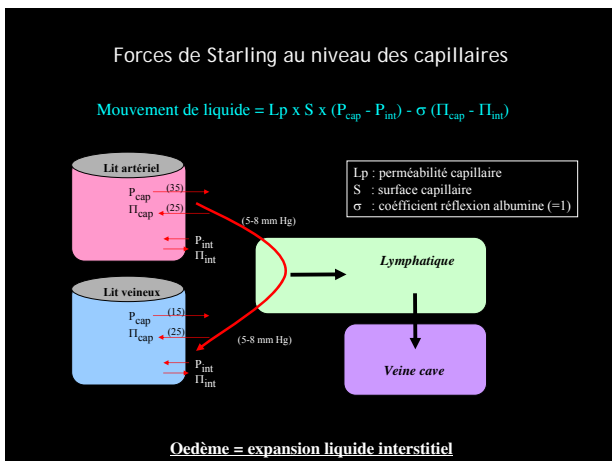 Forces de Starling au niveau des capillaires
Mouvement de liquide = Lp x S x (Pcap - Pint) - σ (Πcap - Πint)
Lit artériel
Pcap (35)
Πcap (25)
Pint
Πint
(5-8 mm Hg)
Lp : perméabilité capillaire
S : surface capillaire
σ : coéfficient réflexion albumine (=1)
Lymphatique
Lit veineux
Pcap (15)
Πcap (25)
Pint
Πint
(5-8 mm Hg)
Veine cave
Oedème = expansion liquide interstitiel